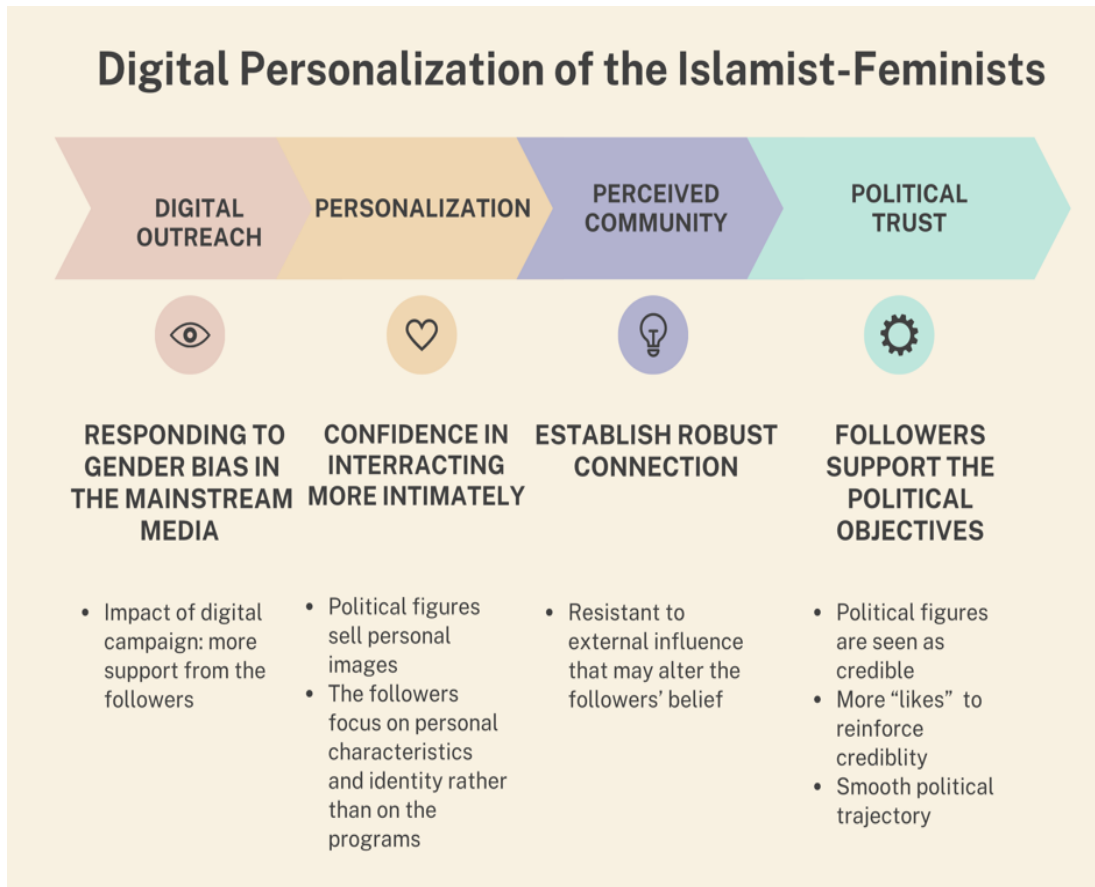 Digital Personalization of the Islamist-Feminists
DIGITAL
OUTREACH
PERSONALIZATION
PERCEIVED
COMMUNITY
POLITICAL
TRUST
RESPONDING TO
GENDER BIAS IN
THE MAINSTREAM
MEDIA
• Impact of digital
campaign: more
support from the
followers
CONFIDENCE IN
INTERRACTING
MORE INTIMATELY
• Political figures
sell personal
images
• The followers
focus on personal
characteristics
and identity rather
than on the
programs
ESTABLISH ROBUST
CONNECTION
• Resistant to
external influence
that may alter the
followers’ belief
FOLLOWERS
SUPPORT THE
POLITICAL
OBJECTIVES
• Political figures
are seen as
credible
• More “likes” to
reinforce
crediblity
• Smooth political
trajectory